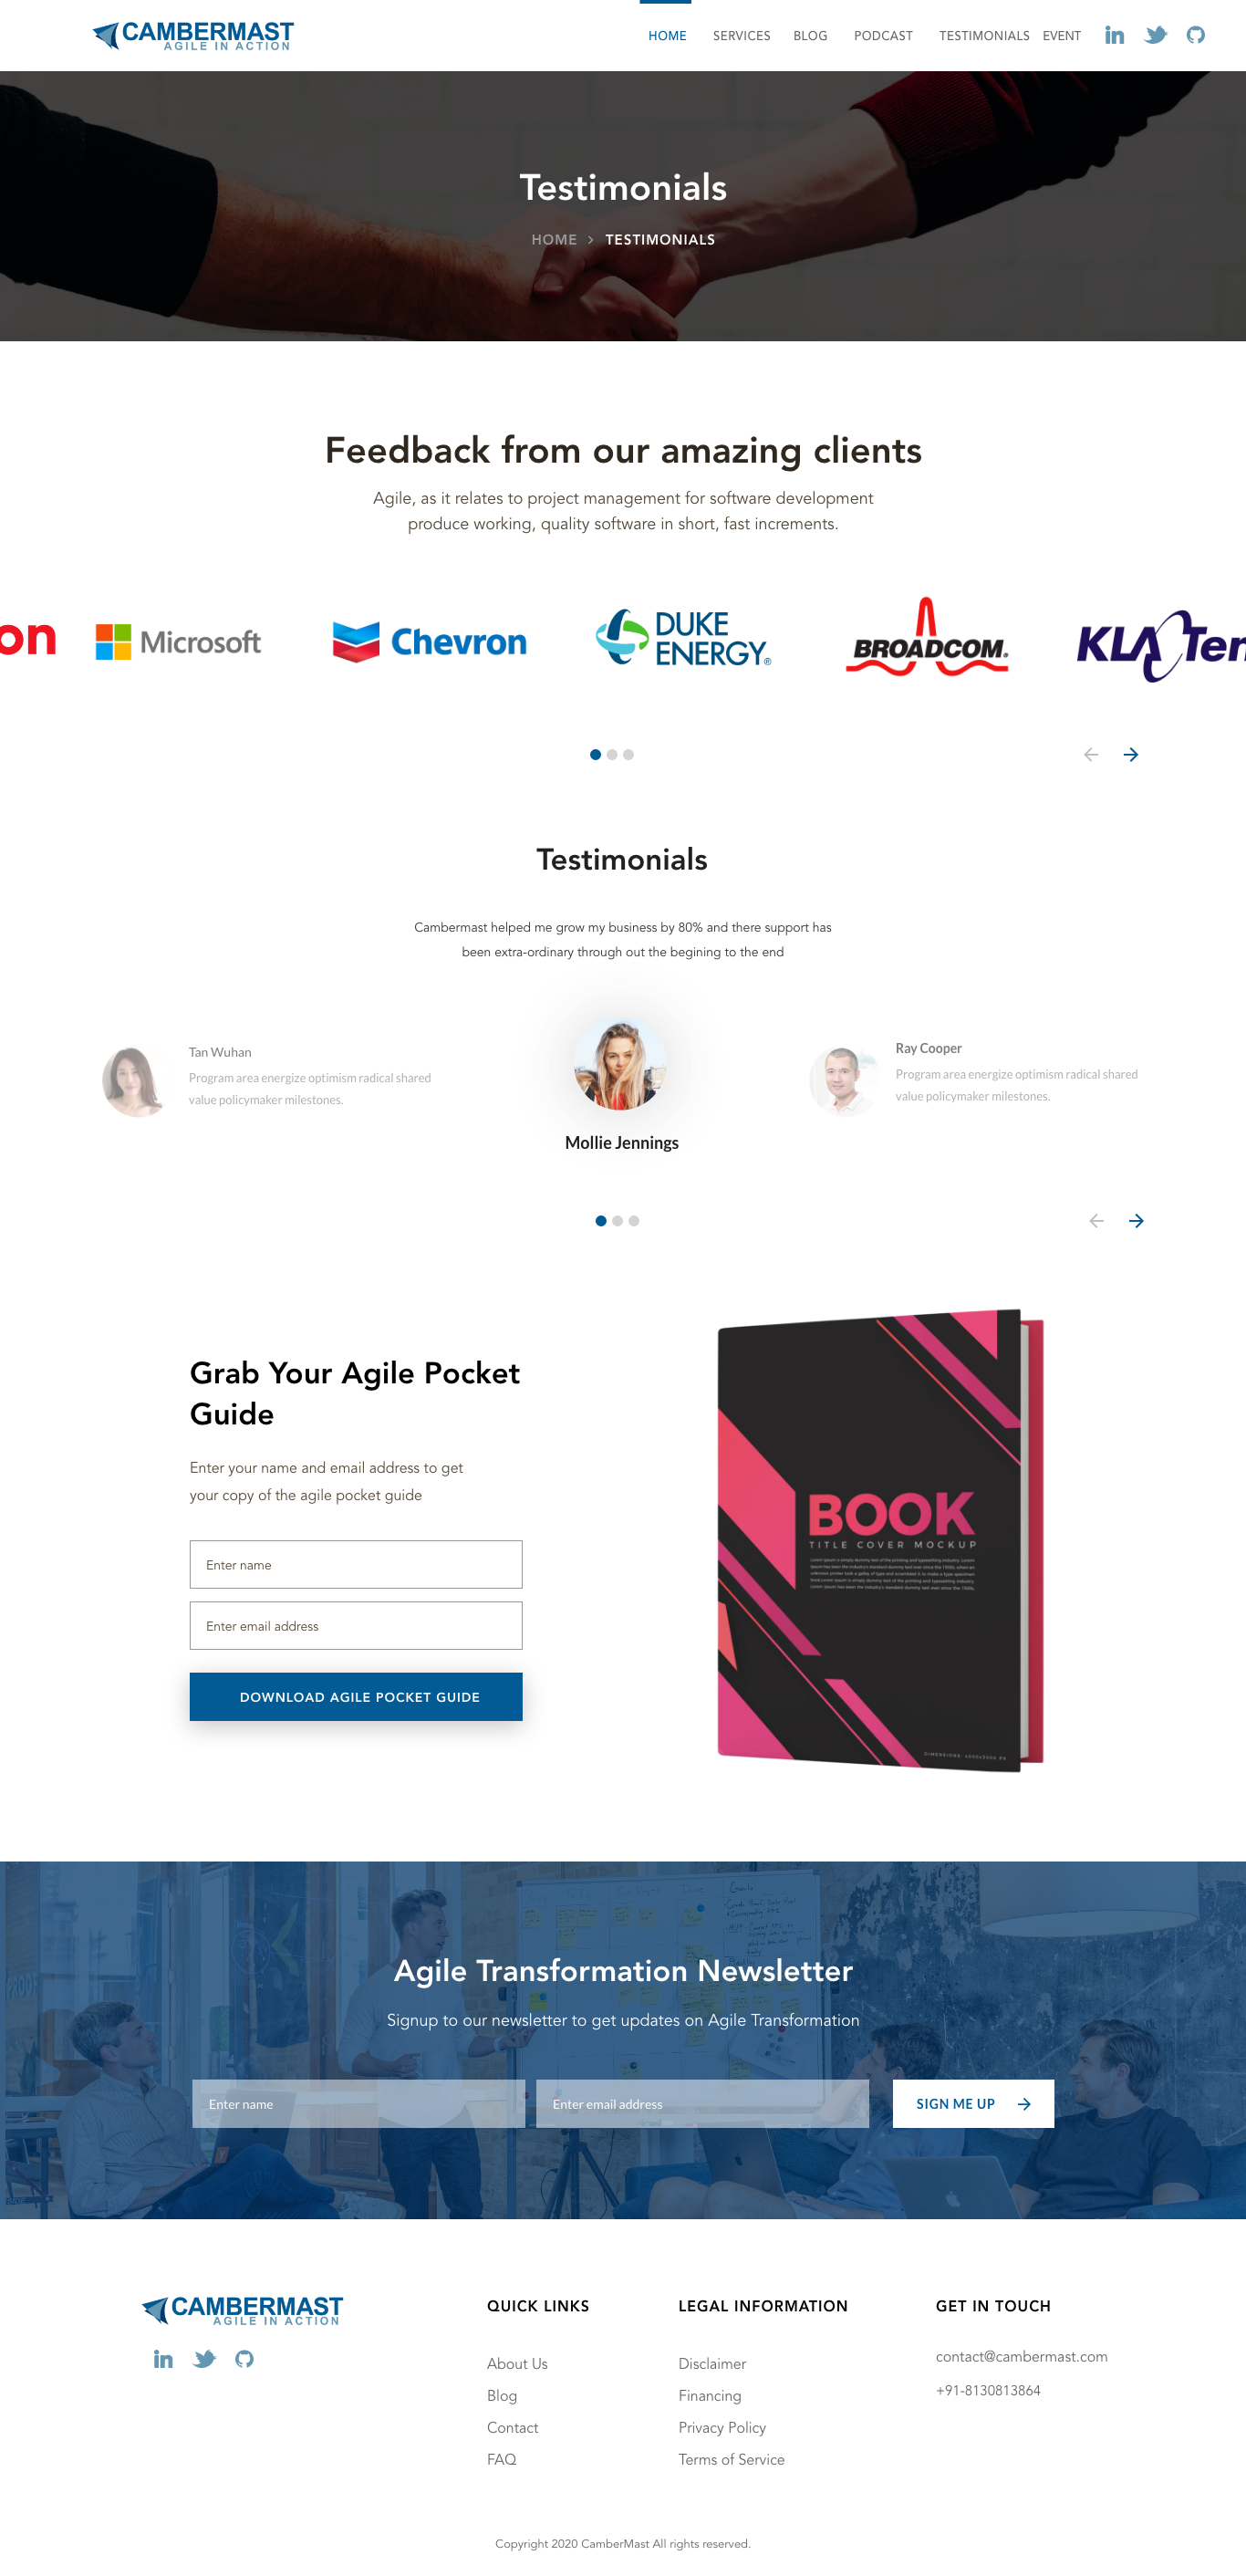 CAMBERMAST
AGILE IN ACTION
HOME SERVICES BLOG PODCAST TESTIMONIALS EVENT
Testimonials
HOME > TESTIMONIALS
Feedback from our amazing clients
Agile, as it relates to project management for software development
produce working, quality software in short, fast increments.
on
Microsoft
Chevron
DUKE
ENERGY®
BROADCOM®
KLA Ten
Testimonials
Cambermast helped me grow my business by 80% and there support has
been extra-ordinary through out the begining to the end
Tan Wuhan
Program area energize optimism radical shared
value policymaker milestones.
Mollie Jennings
Ray Cooper
Program area energize optimism radical shared
value policymaker milestones.
Grab Your Agile Pocket
Guide
Enter your name and email address to get
your copy of the agile pocket guide
Enter name
Enter email address
DOWNLOAD AGILE POCKET GUIDE
BOOK
TITLE COVER MOCKUP
Agile Transformation Newsletter
Signup to our newsletter to get updates on Agile Transformation
Enter name
Enter email address
SIGN ME UP
CAMBERMAST
AGILE IN ACTION
QUICK LINKS
About Us
Blog
Contact
FAQ
LEGAL INFORMATION
Disclaimer
Financing
Privacy Policy
Terms of Service
GET IN TOUCH
contact@cambermast.com
+91-8130813864
Copyright 2020 CamberMast All rights reserved.